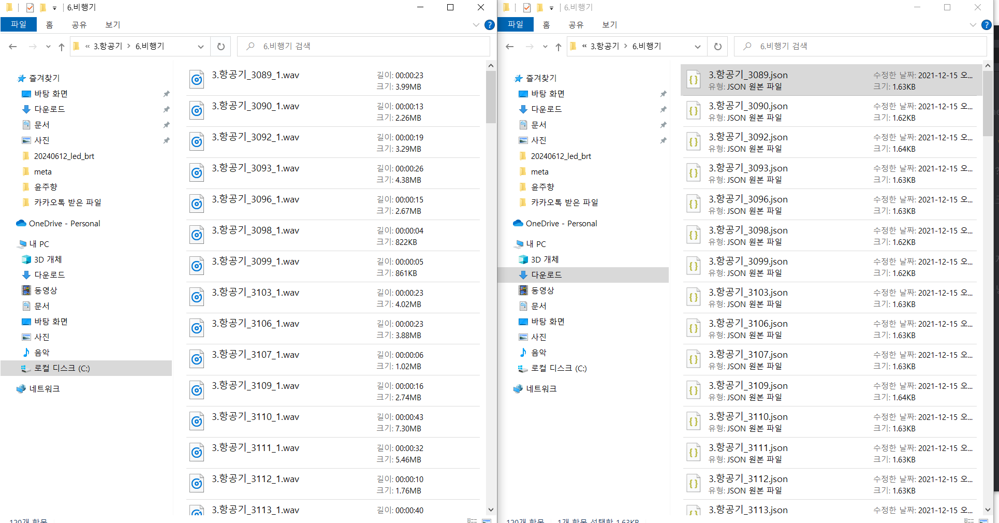 6.비행기
파일
홈
공유
보기
« 3.항공기 > 6.비행기
6.비행기 검색
즐겨찾기
바탕 화면
다운로드
문서
사진
20240612_led_brt
meta
윤주향
카카오톡 받은 파일
OneDrive - Personal
내 PC
3D 개체
다운로드
동영상
문서
바탕 화면
사진
음악
로컬 디스크 (C:)
네트워크
3.항공기_3089_1.wav
길이: 00:00:23
크기: 3.99MB
3.항공기_3090_1.wav
길이: 00:00:13
크기: 2.26MB
3.항공기_3092_1.wav
길이: 00:00:19
크기: 3.29MB
3.항공기_3093_1.wav
길이: 00:00:26
크기: 4.38MB
3.항공기_3096_1.wav
길이: 00:00:15
크기: 2.67MB
3.항공기_3098_1.wav
길이: 00:00:04
크기: 822KB
3.항공기_3099_1.wav
길이: 00:00:05
크기: 861KB
3.항공기_3103_1.wav
길이: 00:00:23
크기: 4.02MB
3.항공기_3106_1.wav
길이: 00:00:23
크기: 3.88MB
3.항공기_3107_1.wav
길이: 00:00:06
크기: 1.02MB
3.항공기_3109_1.wav
길이: 00:00:16
크기: 2.74MB
3.항공기_3110_1.wav
길이: 00:00:43
크기: 7.30MB
3.항공기_3111_1.wav
길이: 00:00:32
크기: 5.46MB
3.항공기_3112_1.wav
길이: 00:00:10
크기: 1.76MB
3.항공기_3113_1.wav
길이: 00:00:40
120개 항목
6.비행기
파일
홈
공유
보기
« 3.항공기 > 6.비행기
6.비행기 검색
즐겨찾기
바탕 화면
다운로드
문서
사진
20240612_led_brt
meta
윤주향
카카오톡 받은 파일
OneDrive - Personal
내 PC
3D 개체
다운로드
동영상
문서
바탕 화면
사진
음악
로컬 디스크 (C:)
네트워크
3.항공기_3089.json
수정한 날짜: 2021-12-15 오...
유형: JSON 원본 파일
크기: 1.63KB
3.항공기_3090.json
수정한 날짜: 2021-12-15 오...
유형: JSON 원본 파일
크기: 1.62KB
3.항공기_3092.json
수정한 날짜: 2021-12-15 오...
유형: JSON 원본 파일
크기: 1.64KB
3.항공기_3093.json
수정한 날짜: 2021-12-15 오...
유형: JSON 원본 파일
크기: 1.63KB
3.항공기_3096.json
수정한 날짜: 2021-12-15 오...
유형: JSON 원본 파일
크기: 1.63KB
3.항공기_3098.json
수정한 날짜: 2021-12-15 오...
유형: JSON 원본 파일
크기: 1.62KB
3.항공기_3099.json
수정한 날짜: 2021-12-15 오...
유형: JSON 원본 파일
크기: 1.62KB
3.항공기_3103.json
수정한 날짜: 2021-12-15 오...
유형: JSON 원본 파일
크기: 1.63KB
3.항공기_3106.json
수정한 날짜: 2021-12-15 오...
유형: JSON 원본 파일
크기: 1.63KB
3.항공기_3107.json
수정한 날짜: 2021-12-15 오...
유형: JSON 원본 파일
크기: 1.63KB
3.항공기_3109.json
수정한 날짜: 2021-12-15 오...
유형: JSON 원본 파일
크기: 1.64KB
3.항공기_3110.json
수정한 날짜: 2021-12-15 오...
유형: JSON 원본 파일
크기: 1.63KB
3.항공기_3111.json
수정한 날짜: 2021-12-15 오...
유형: JSON 원본 파일
크기: 1.63KB
3.항공기_3112.json
수정한 날짜: 2021-12-15 오...
유형: JSON 원본 파일
크기: 1.63KB
3.항공기_3113.json
수정한 날짜: 2021-12-15 오...
120개 항목
1개 항목 선택함 1.63KB